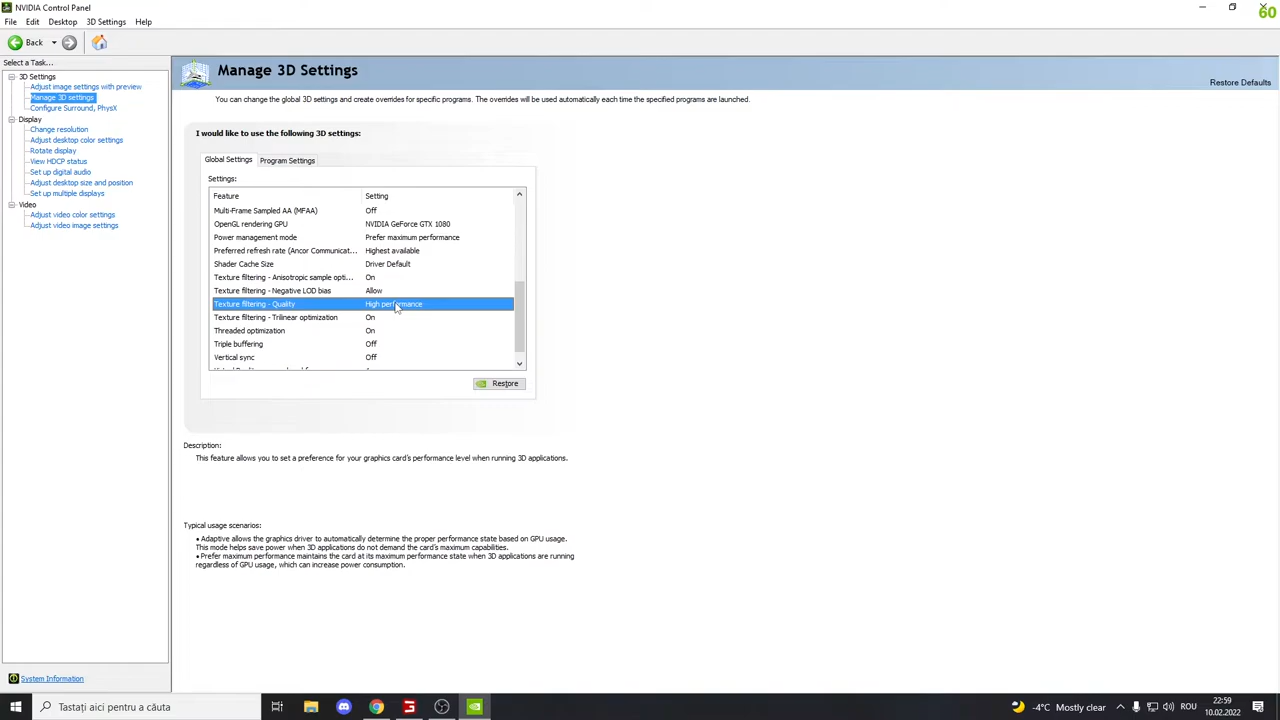 NVIDIA Control Panel
60
File Edit Desktop 3D Settings Help
Back
Select a Task...
3D Settings
Adjust image settings with preview
Manage 3D settings
Configure Surround, PhysX
Display
Change resolution
Adjust desktop color settings
Rotate display
View HDCP status
Set up digital audio
Adjust desktop size and position
Set up multiple displays
Video
Adjust video color settings
Adjust video image settings
System Information
Manage 3D Settings
Restore Defaults
You can change the global 3D settings and create overrides for specific programs. The overrides will be used automatically each time the specified programs are launched.
I would like to use the following 3D settings:
Global Settings Program Settings
Settings:
Feature Setting
Multi-Frame Sampled AA (MFAA) Off
OpenGL rendering GPU NVIDIA GeForce GTX 1080
Power management mode Prefer maximum performance
Preferred refresh rate (Ancor Communicat... Highest available
Shader Cache Size Driver Default
Texture filtering - Anisotropic sample opti... On
Texture filtering - Negative LOD bias Allow
Texture filtering - Quality High performance
Texture filtering - Trilinear optimization On
Threaded optimization On
Triple buffering Off
Vertical sync Off
Restore
Description:
This feature allows you to set a preference for your graphics card's performance level when running 3D applications.
Typical usage scenarios:
• Adaptive allows the graphics driver to automatically determine the proper performance state based on GPU usage.
This mode helps save power when 3D applications do not demand the card's maximum capabilities.
• Prefer maximum performance maintains the card at its maximum performance state when 3D applications are running
regardless of GPU usage, which can increase power consumption.
Tastați aici pentru a căuta
-4°C Mostly clear
ROU
22:59
10.02.2022